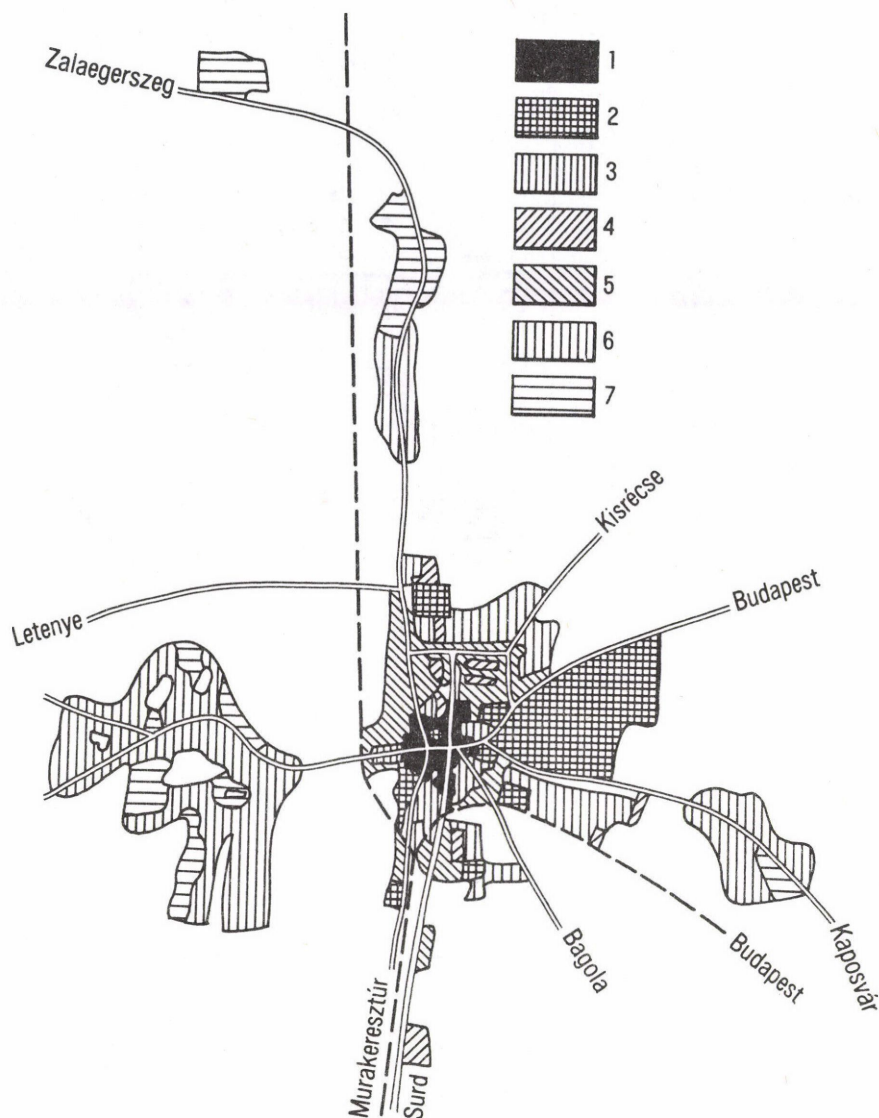 Zalaegerszeg
1
2
3
4
5
6
7
Kisrécse
Budapest
Letenye
Budapest
Bagola
Kaposvár
Murakeresztúr
Surd